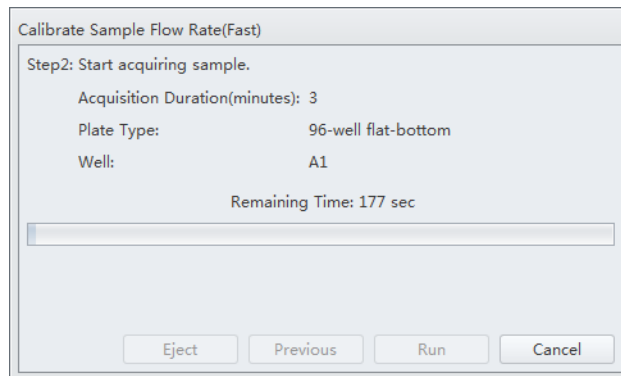 Calibrate Sample Flow Rate(Fast)
Step2: Start acquiring sample.
Acquisition Duration(minutes): 3
Plate Type: 96-well flat-bottom
Well: A1
Remaining Time: 177 sec
Eject Previous Run Cancel